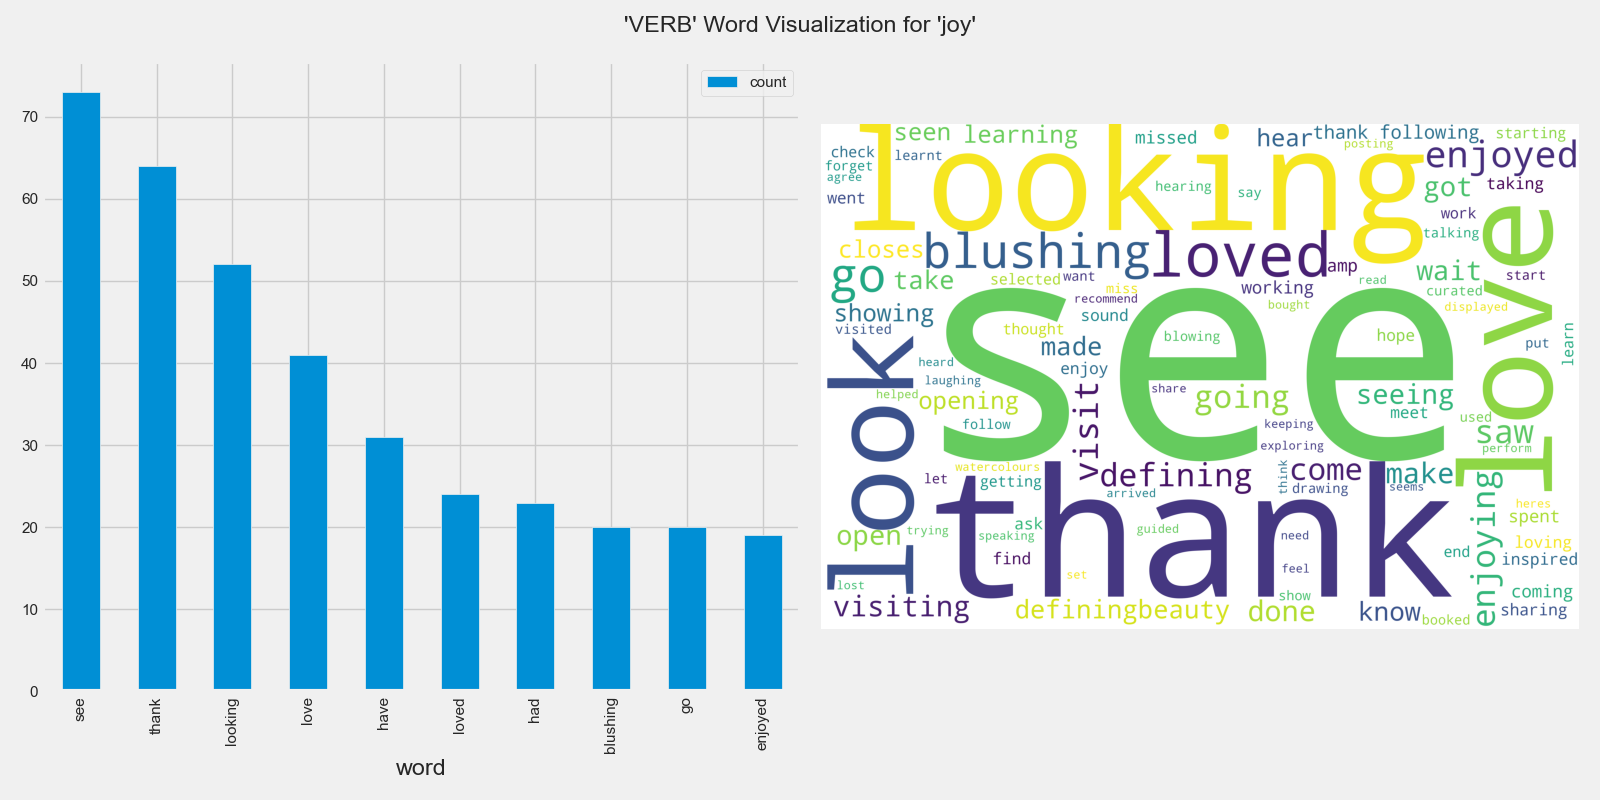 'VERB' Word Visualization for 'joy'
count
70
60
50
40
30
20
10
0
see
thank
looking
love
have
loved
had
blushing
go
enjoyed
word
looking
seen learning
missed
hear
thank following
starting
posting
check
learnt
forget
agree
went
hearing
say
enjoyed
got
taking
work
talking
closes
blushing
loved
amp
love
go
take
selected
want
miss
recommend
working
bought
read
wait
start
curated
displayed
showing
visited
thought
sound
see
blowing
hope
put
learn
look
heard
laughing
helped
made
enjoy
opening
follow
visit
share
going
keeping
exploring
seeing
meet
used
saw
perform
watercolours
let
getting
defining
arrived
think
come
drawing
make
seems
thank
open
trying
ask
speaking
guided
need
find
set
feel
show
lost
visiting
definingbeauty
done
know
booked
enjoying
heres
spent
end
loving
inspired
coming
sharing